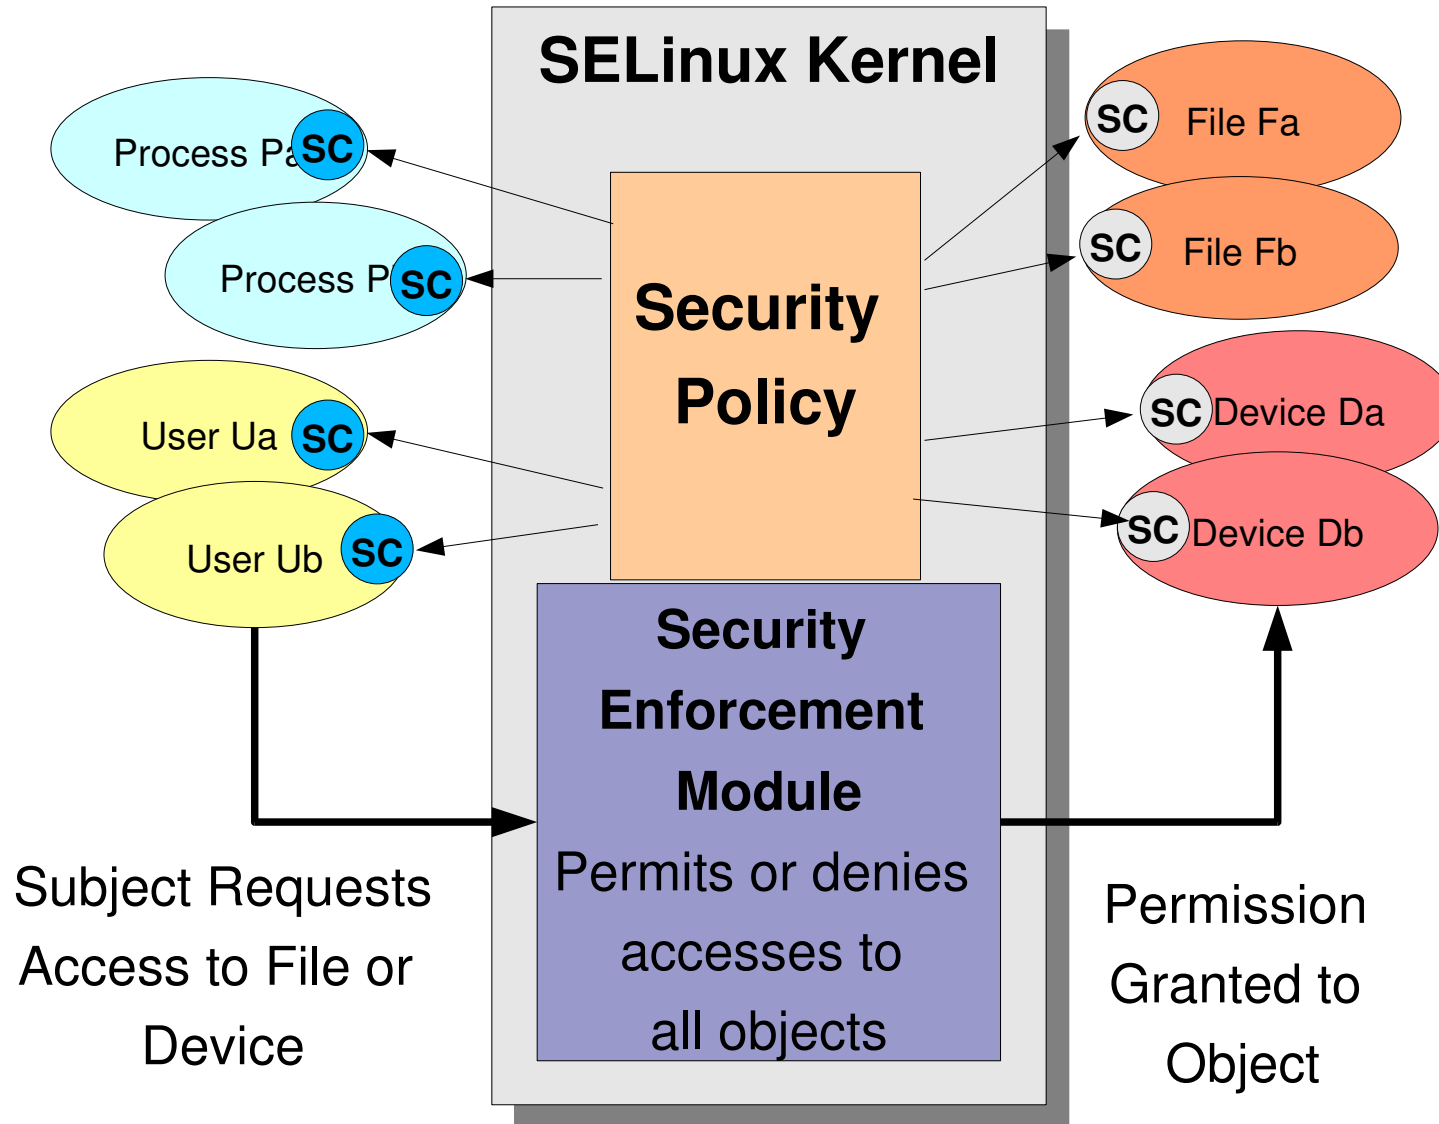 SELinux Kernel
Process Pa
SC
Process P
SC
User Ua
SC
User Ub
SC
Security
Policy
SC
File Fa
SC
File Fb
SC
Device Da
SC
Device Db
Security
Enforcement
Module
Permits or denies
accesses to
all objects
Subject Requests
Access to File or
Device
Permission
Granted to
Object